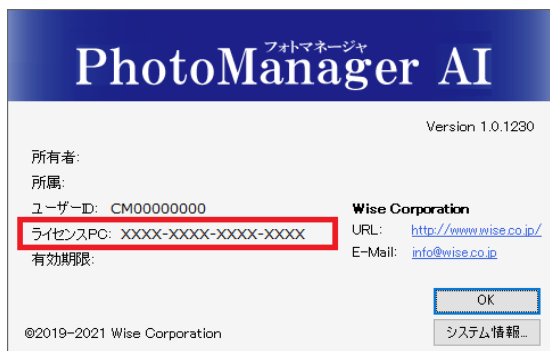 フォトマネージャ
PhotoManager AI
Version 1.0.1230
所有者:
所属:
ユーザーID: CM00000000
ライセンスPC: XXXX-XXXX-XXXX-XXXX
有効期限:
Wise Corporation
URL: http://www.wise.co.jp/
E-Mail: info@wise.co.jp
OK
©2019-2021 Wise Corporation
システム情報...